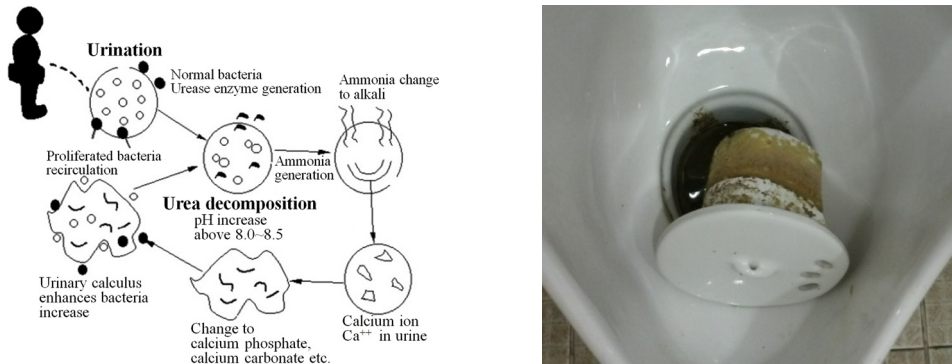 Urination
Normal bacteria
Urease enzyme generation
Ammonia change
to alkali
Proliferated bacteria
recirculation
Ammonia
generation
Urea decomposition
pH increase
above 8.0~8.5
Urinary calculus
enhances bacteria
increase
Change to
calcium phosphate,
calcium carbonate etc.
Calcium ion
Ca++ in urine